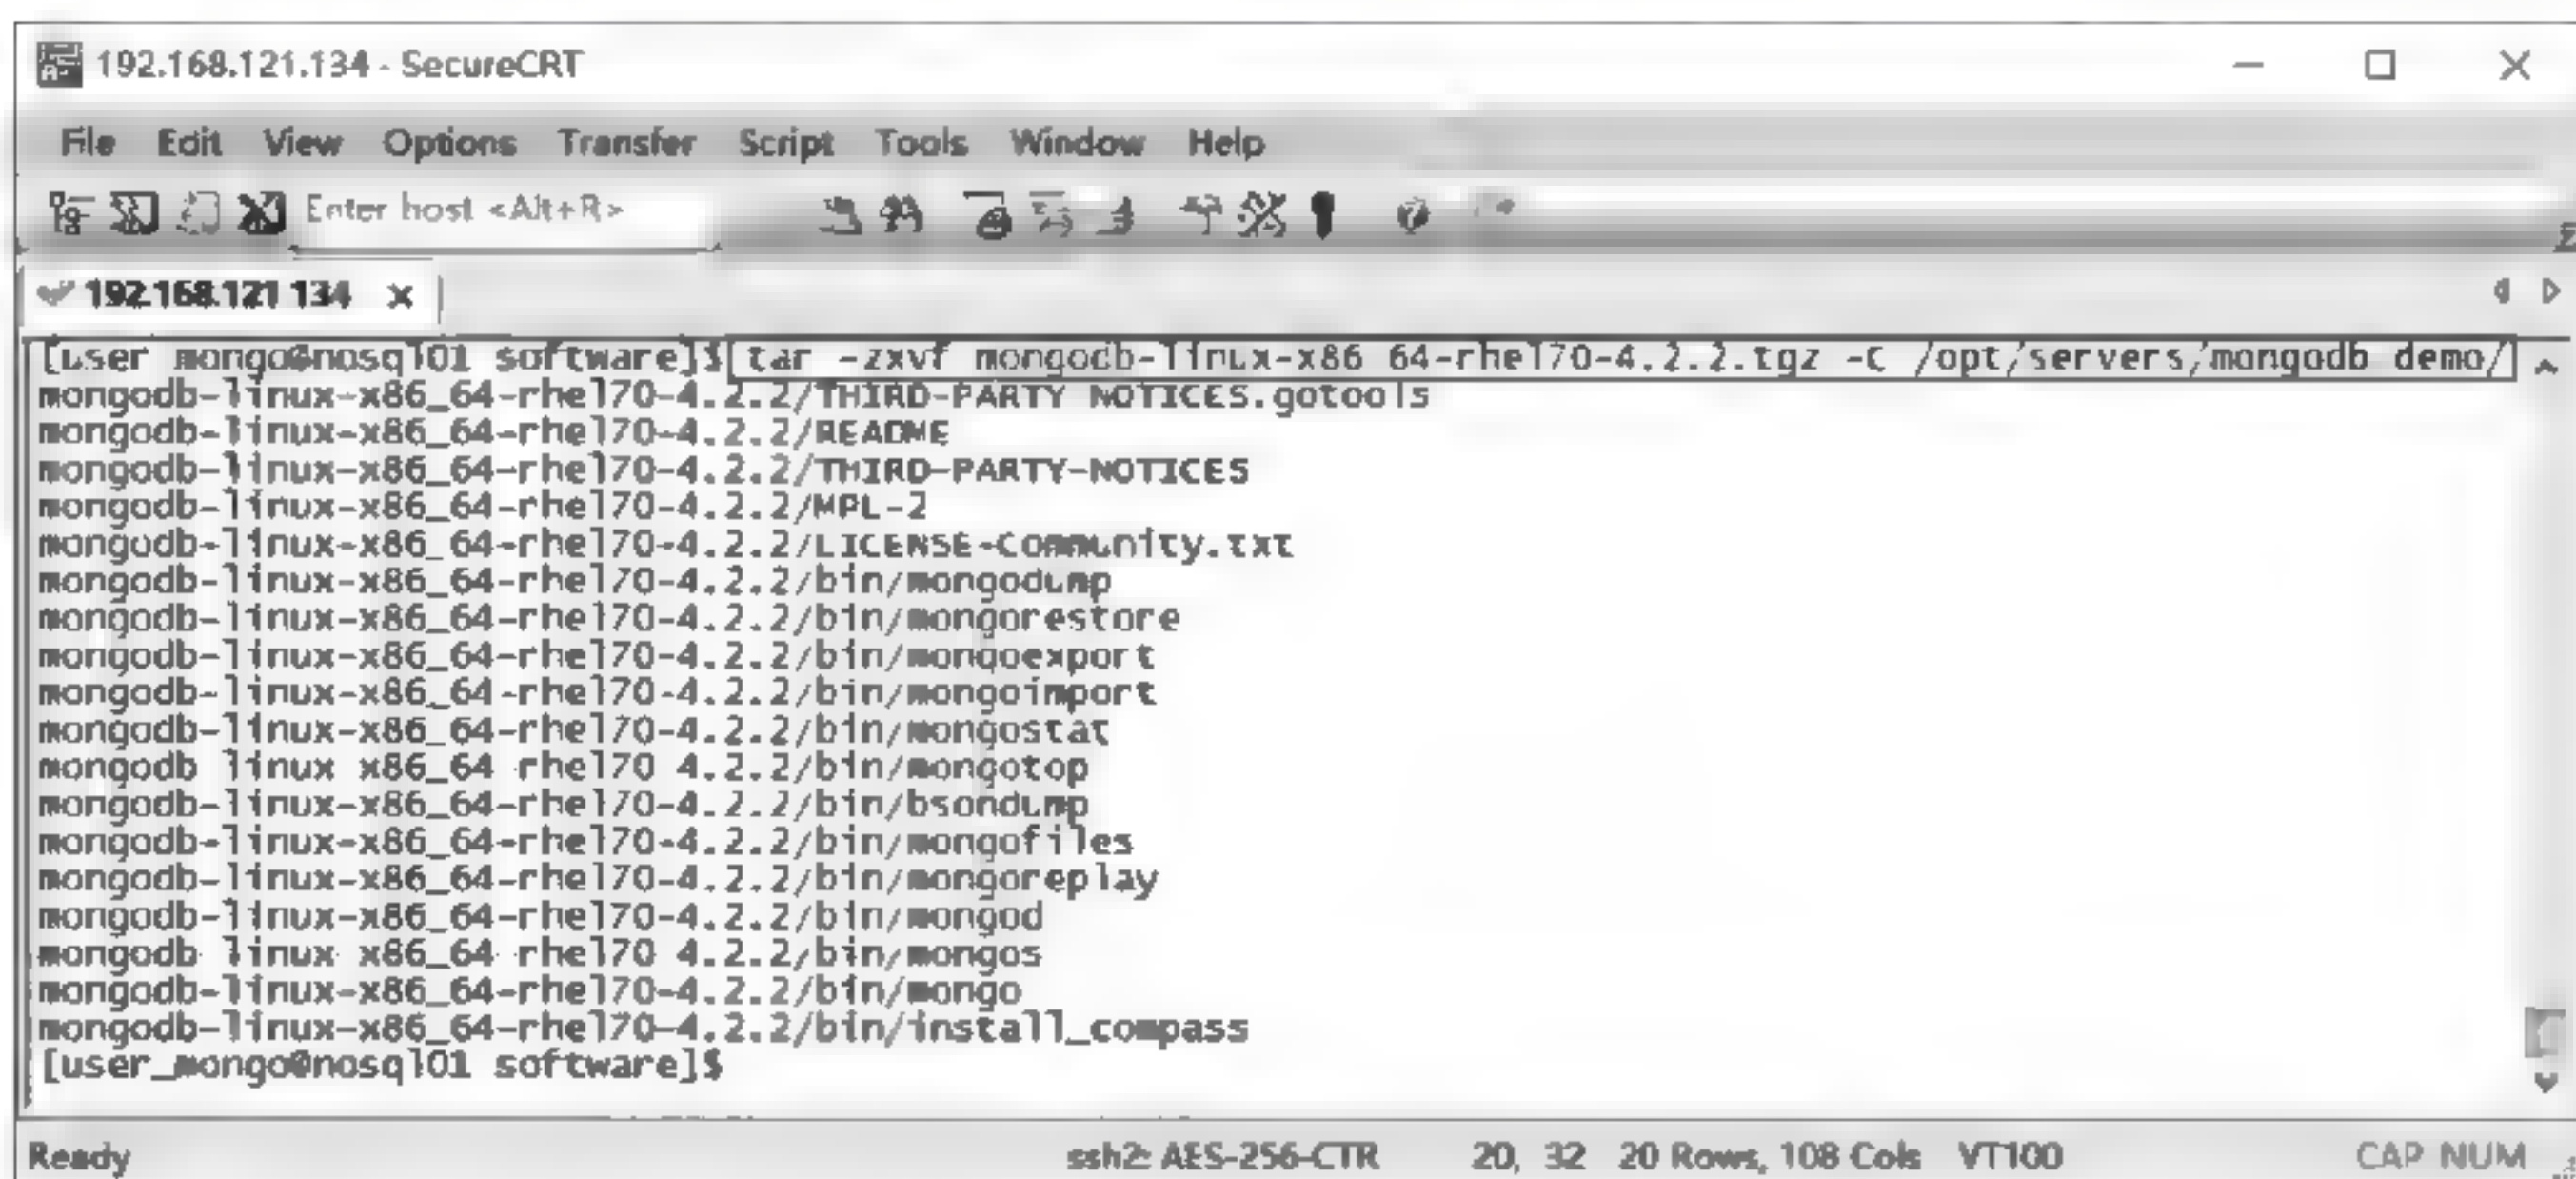 192.168.121.134 - SecureCRT
File Edit View Options Transfer Script Tools Window Help
Enter host <Alt+R>
192.168.121.134
[user_mongo@nosql01 software]$ tar -zxvf mongodb-linux-x86_64-rhel70-4.2.2.tgz -C /opt/servers/mongodb_demo/
mongodb-linux-x86_64-rhel70-4.2.2/THIRD-PARTY-NOTICES.gotools
mongodb-linux-x86_64-rhel70-4.2.2/README
mongodb-linux-x86_64-rhel70-4.2.2/THIRD-PARTY-NOTICES
mongodb-linux-x86_64-rhel70-4.2.2/MPL-2
mongodb-linux-x86_64-rhel70-4.2.2/LICENSE-Community.txt
mongodb-linux-x86_64-rhel70-4.2.2/bin/mongodump
mongodb-linux-x86_64-rhel70-4.2.2/bin/mongorestore
mongodb-linux-x86_64-rhel70-4.2.2/bin/mongoexport
mongodb-linux-x86_64-rhel70-4.2.2/bin/mongoimport
mongodb-linux-x86_64-rhel70-4.2.2/bin/mongostat
mongodb-linux-x86_64-rhel70-4.2.2/bin/mongotop
mongodb-linux-x86_64-rhel70-4.2.2/bin/bsondump
mongodb-linux-x86_64-rhel70-4.2.2/bin/mongofiles
mongodb-linux-x86_64-rhel70-4.2.2/bin/mongoreplay
mongodb-linux-x86_64-rhel70-4.2.2/bin/mongod
mongodb-linux-x86_64-rhel70-4.2.2/bin/mongos
mongodb-linux-x86_64-rhel70-4.2.2/bin/mongo
mongodb-linux-x86_64-rhel70-4.2.2/bin/install_compass
[user_mongo@nosql01 software]$
Ready ssh2: AES-256-CTR 20, 32 20 Rows, 108 Cols VT100 CAP NUM